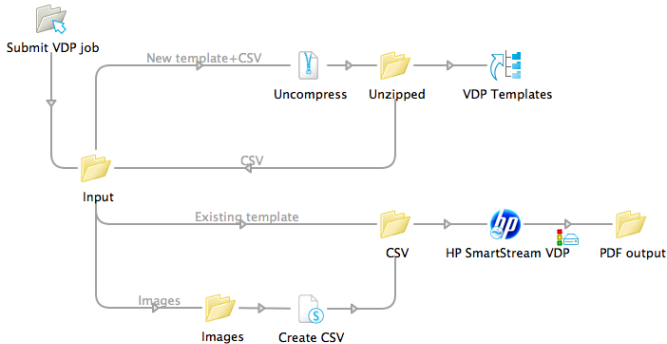 Submit VDP job
New template+CSV
Uncompress
Unzipped
VDP Templates
CSV
Input
Existing template
hp
CSV
HP SmartStream VDP
PDF output
Images
S
Images
Create CSV